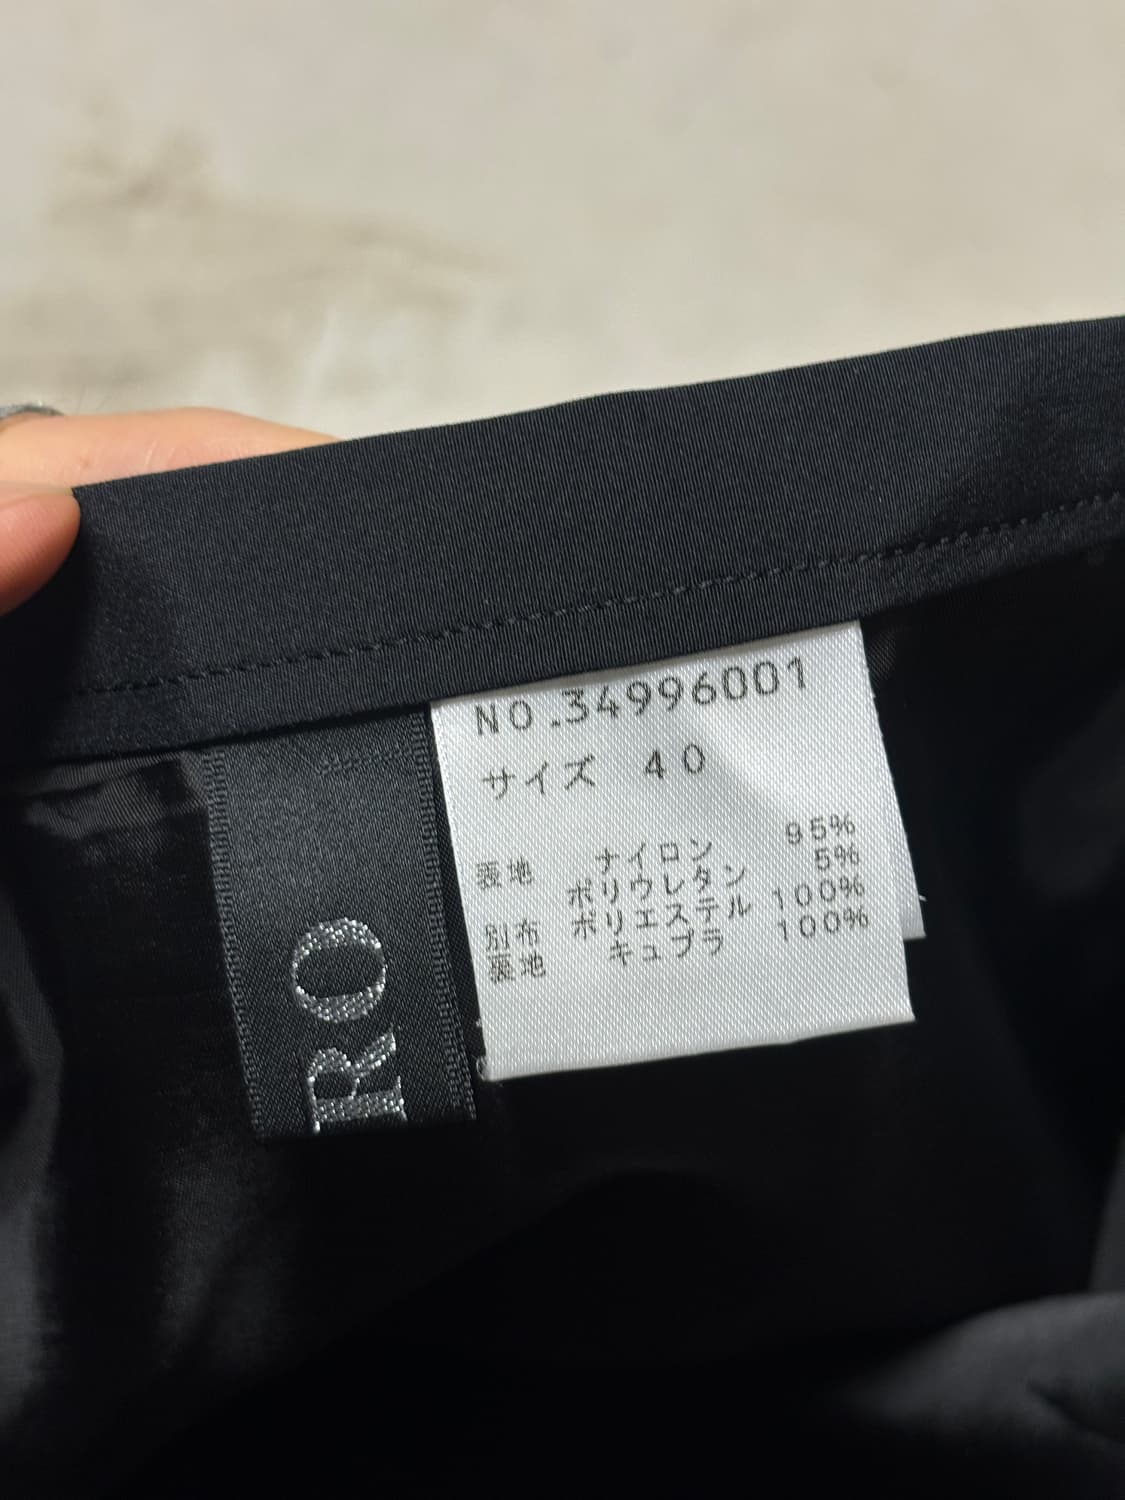 NO.34996001
サイズ 40
表地 ナイロン 95%
ポリウレタン 5%
別布 ポリエステル 100%
裏地 キュプラ 100%
RO